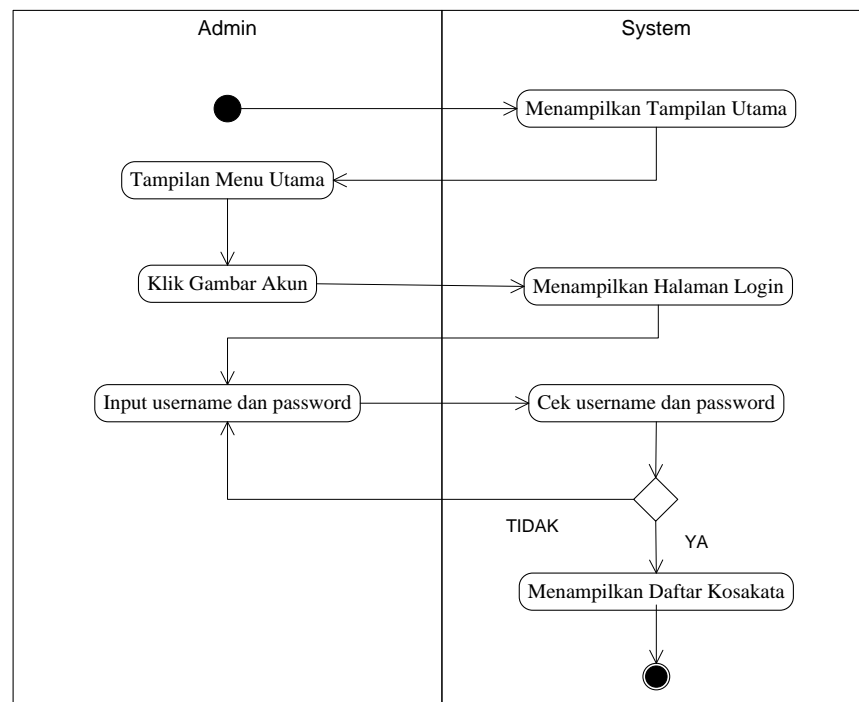 Admin
System
Menampilkan Tampilan Utama
Tampilan Menu Utama
Klik Gambar Akun
Menampilkan Halaman Login
Input username dan password
Cek username dan password
TIDAK
YA
Menampilkan Daftar Kosakata